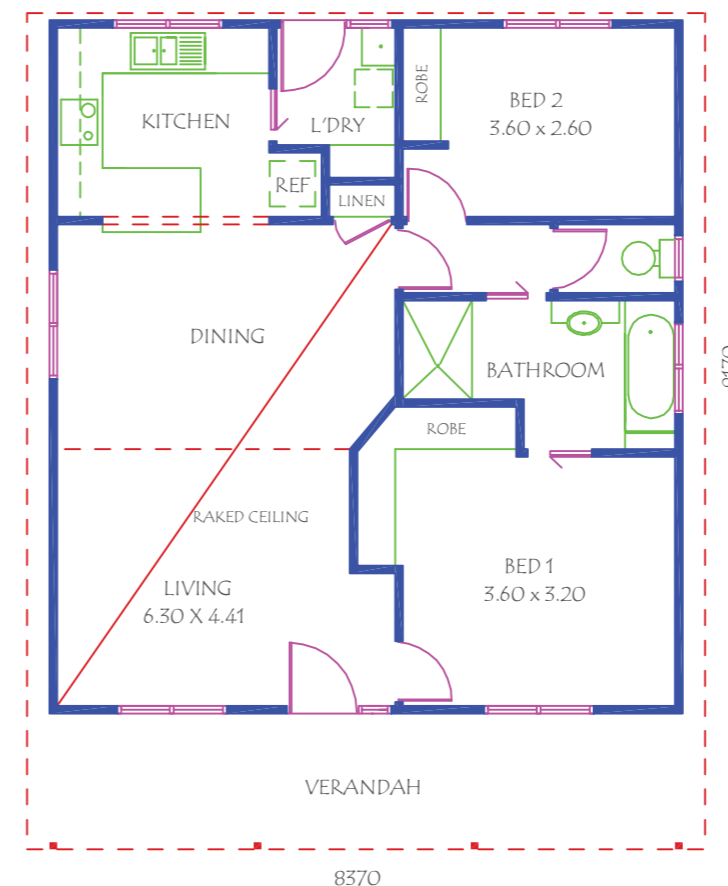 KITCHEN
L'DRY
ROBE
BED 2
3.60 x 2.60
REF
LINEN
DINING
BATHROOM
ROBE
RAKED CEILING
LIVING
6.30 X 4.41
BED 1
3.60 x 3.20
VERANDAH
8370